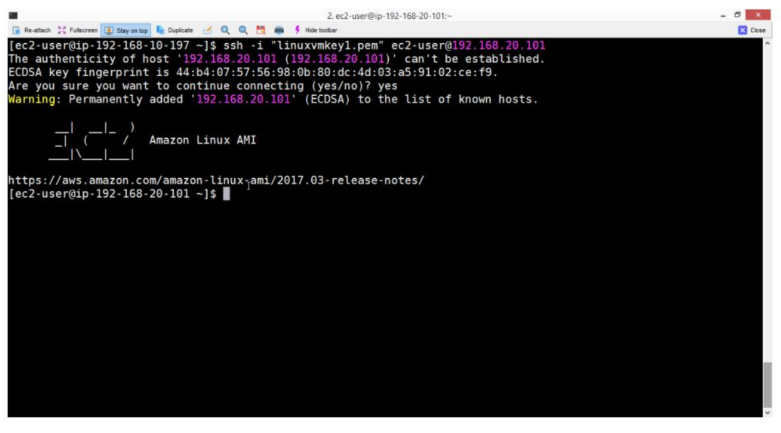 2. ec2-user@ip-192-168-20-101:~
Re-attach Fullscreen Stay on top Duplicate Hide toolbar Close
[ec2-user@ip-192-168-10-197 ~]$ ssh -i "linuxvmkey1.pem" ec2-user@192.168.20.101
The authenticity of host '192.168.20.101 (192.168.20.101)' can't be established.
ECDSA key fingerprint is 44:b4:07:57:56:98:0b:80:dc:4d:03:a5:91:02:ce:f9.
Are you sure you want to continue connecting (yes/no)? yes
Warning: Permanently added '192.168.20.101' (ECDSA) to the list of known hosts.
__|  __|_  )
_|  (     /   Amazon Linux AMI
___|\___|___|
https://aws.amazon.com/amazon-linux-ami/2017.03-release-notes/
[ec2-user@ip-192-168-20-101 ~]$